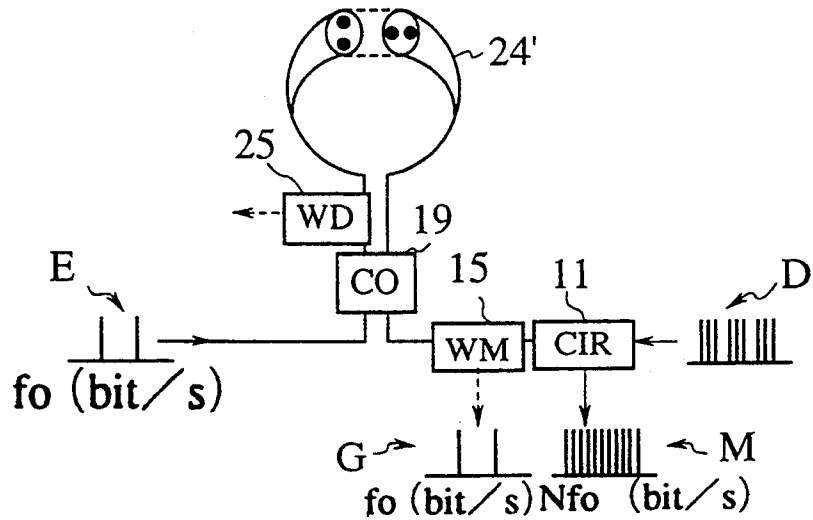 24'
25
WD
19
CO
E
15
11
D
WM
CIR
fo (bit/s)
G
M
fo (bit/s) Nfo (bit/s)